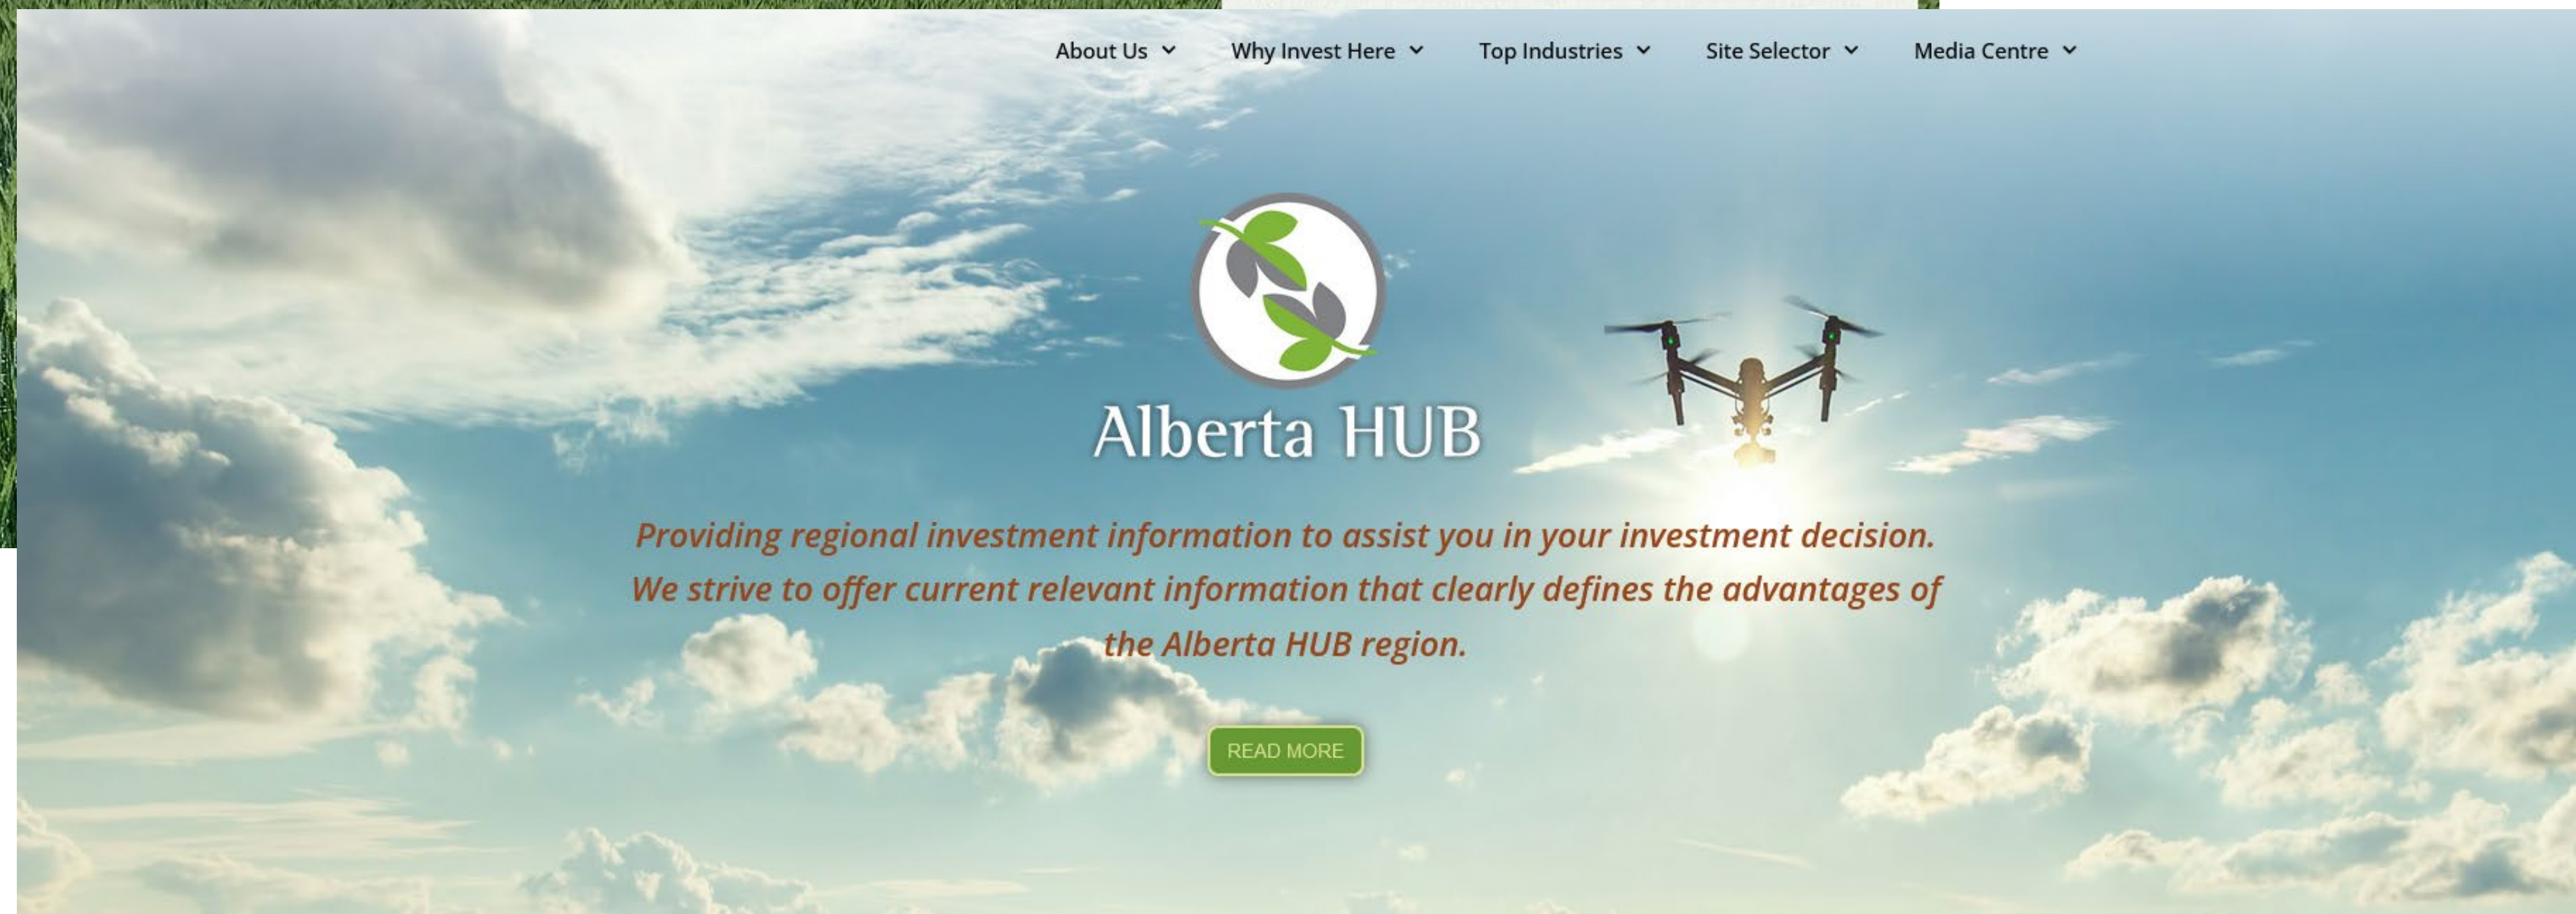 About Us Why Invest Here Top Industries Site Selector Media Centre
Alberta HUB
Providing regional investment information to assist you in your investment decision.
We strive to offer current relevant information that clearly defines the advantages of
the Alberta HUB region.
READ MORE